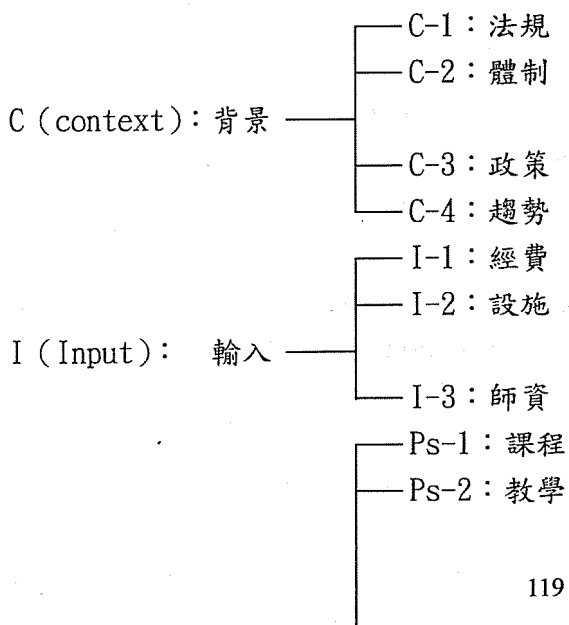 C-1：法規
C-2：體制
C（context）：背景
C-3：政策
C-4：趨勢
I-1：經費
I-2：設施
I（Input）：　輸入
I-3：師資
Ps-1：課程
Ps-2：教學
119